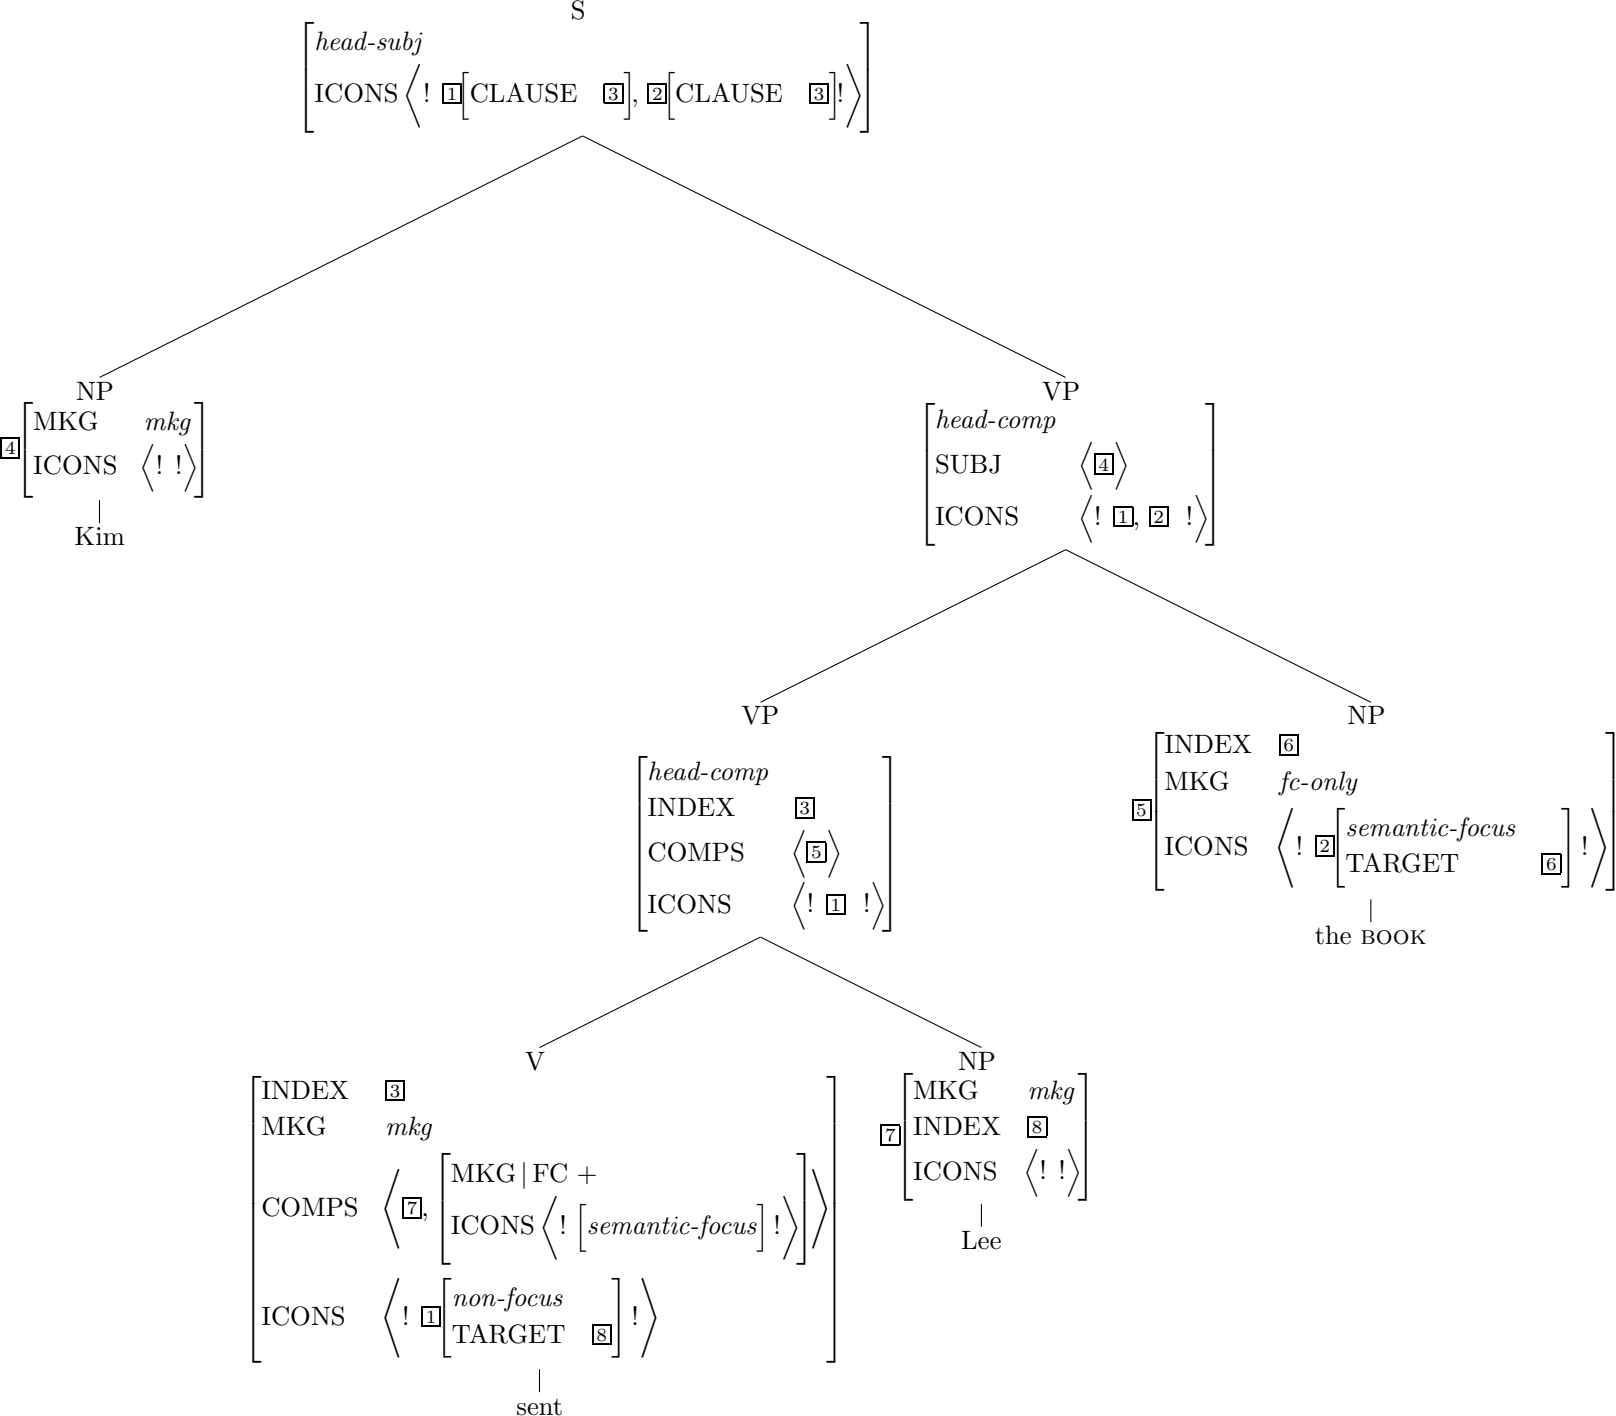 S
head-subj
ICONS ⟨! 1[CLAUSE 3], 2[CLAUSE 3]!⟩
NP
4 MKG mkg
ICONS ⟨! !⟩
Kim
VP
head-comp
SUBJ ⟨4⟩
ICONS ⟨! 1, 2 !⟩
VP
head-comp
INDEX 3
COMPS ⟨5⟩
ICONS ⟨! 1 !⟩
NP
INDEX 6
MKG fc-only
5
ICONS ⟨! 2[semantic-focus
TARGET 6] !⟩
the BOOK
V
INDEX 3
MKG mkg
COMPS ⟨7, [MKG | FC +
ICONS ⟨! [semantic-focus] !⟩]⟩
ICONS ⟨! 1[non-focus
TARGET 8] !⟩
sent
NP
MKG mkg
7 INDEX 8
ICONS ⟨! !⟩
Lee